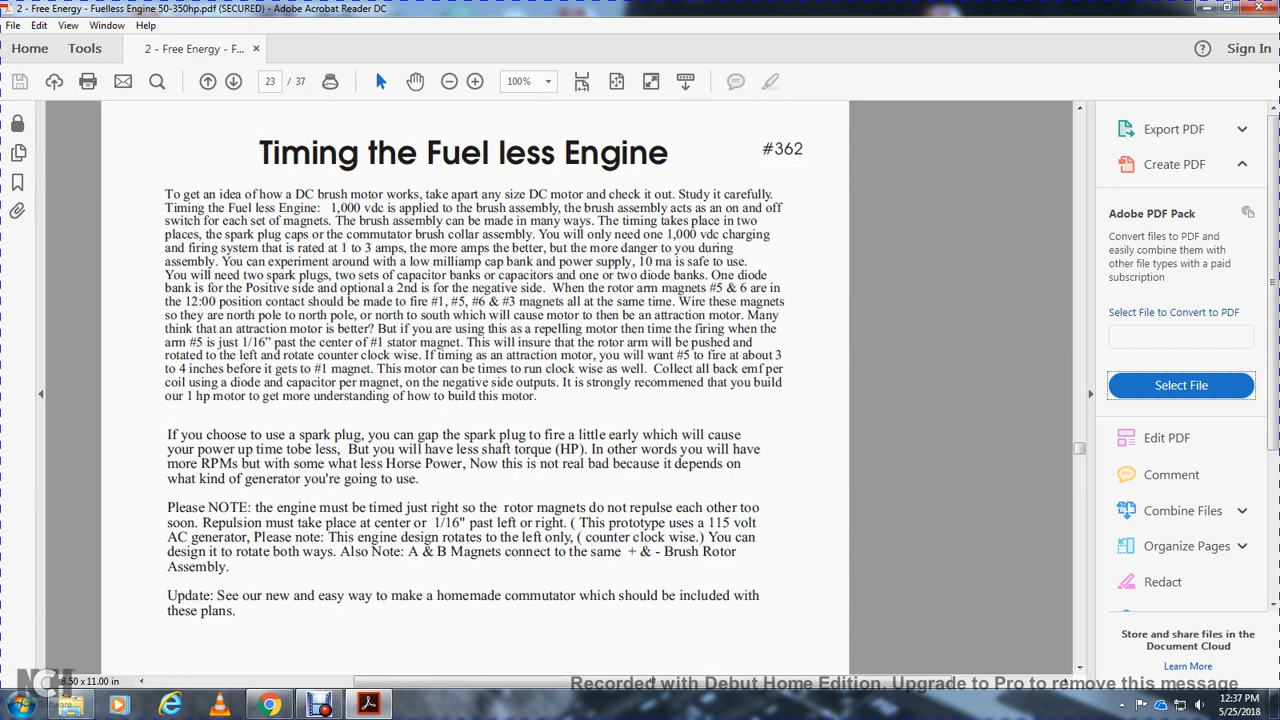 2 - Free Energy - Fueless Engine 50-350hp.pdf (SECURED) - Adobe Acrobat Reader DC
File Edit View Window Help
Home Tools 2 - Free Energy - F... × Sign In
23 / 37 100%
Timing the Fuel less Engine #362
To get an idea of how a DC brush motor works, take apart any size DC motor and check it out. Study it carefully.
Timing the Fuel less Engine: 1,000 vdc is applied to the brush assembly, the brush assembly acts as an on and off
switch for each set of magnets. The brush assembly can be made in many ways. The timing takes place in two
places, the spark plug caps or the commutator brush collar assembly. You will only need one 1,000 vdc charging
and firing system that is rated at 1 to 3 amps, the more amps the better, but the more danger to you during
assembly. You can experiment around with a low milliamp cap bank and power supply, 10 ma is safe to use.
You will need two spark plugs, two sets of capacitor banks or capacitors and one or two diode banks. One diode
bank is for the Positive side and optional a 2nd is for the negative side. When the rotor arm magnets #5 & 6 are in
the 12:00 position contact should be made to fire #1, #5, #6 & #3 magnets all at the same time. Wire these magnets
so they are north pole to north pole, or north to south which will cause motor to then be an attraction motor. Many
think that an attraction motor is better? But if you are using this as a repelling motor then time the firing when the
arm #5 is just 1/16" past the center of #1 stator magnet. This will insure that the rotor arm will be pushed and
rotated to the left and rotate counter clock wise. If timing as an attraction motor, you will want #5 to fire at about 3
to 4 inches before it gets to #1 magnet. This motor can be times to run clock wise as well. Collect all back emf per
coil using a diode and capacitor per magnet, on the negative side outputs. It is strongly recommended that you build
our 1 hp motor to get more understanding of how to build this motor.
If you choose to use a spark plug, you can gap the spark plug to fire a little early which will cause
your power up time tobe less, But you will have less shaft torque (HP). In other words you will have
more RPMs but with some what less Horse Power, Now this is not real bad because it depends on
what kind of generator you're going to use.
Please NOTE: the engine must be timed just right so the rotor magnets do not repulse each other too
soon. Repulsion must take place at center or 1/16" past left or right. ( This prototype uses a 115 volt
AC generator, Please note: This engine design rotates to the left only, ( counter clock wise.) You can
design it to rotate both ways. Also Note: A & B Magnets connect to the same + & - Brush Rotor
Assembly.
Update: See our new and easy way to make a homemade commutator which should be included with
these plans.
Export PDF
Create PDF
Adobe PDF Pack
Convert files to PDF and
easily combine them with
other file types with a paid
subscription
Select File to Convert to PDF
Select File
Edit PDF
Comment
Combine Files
Organize Pages
Redact
Store and share files in the
Document Cloud
Learn More
8.50 x 11.00 in
NCH Software
Recorded with Debut Home Edition. Upgrade to Pro to remove this message
12:37 PM
5/25/2018